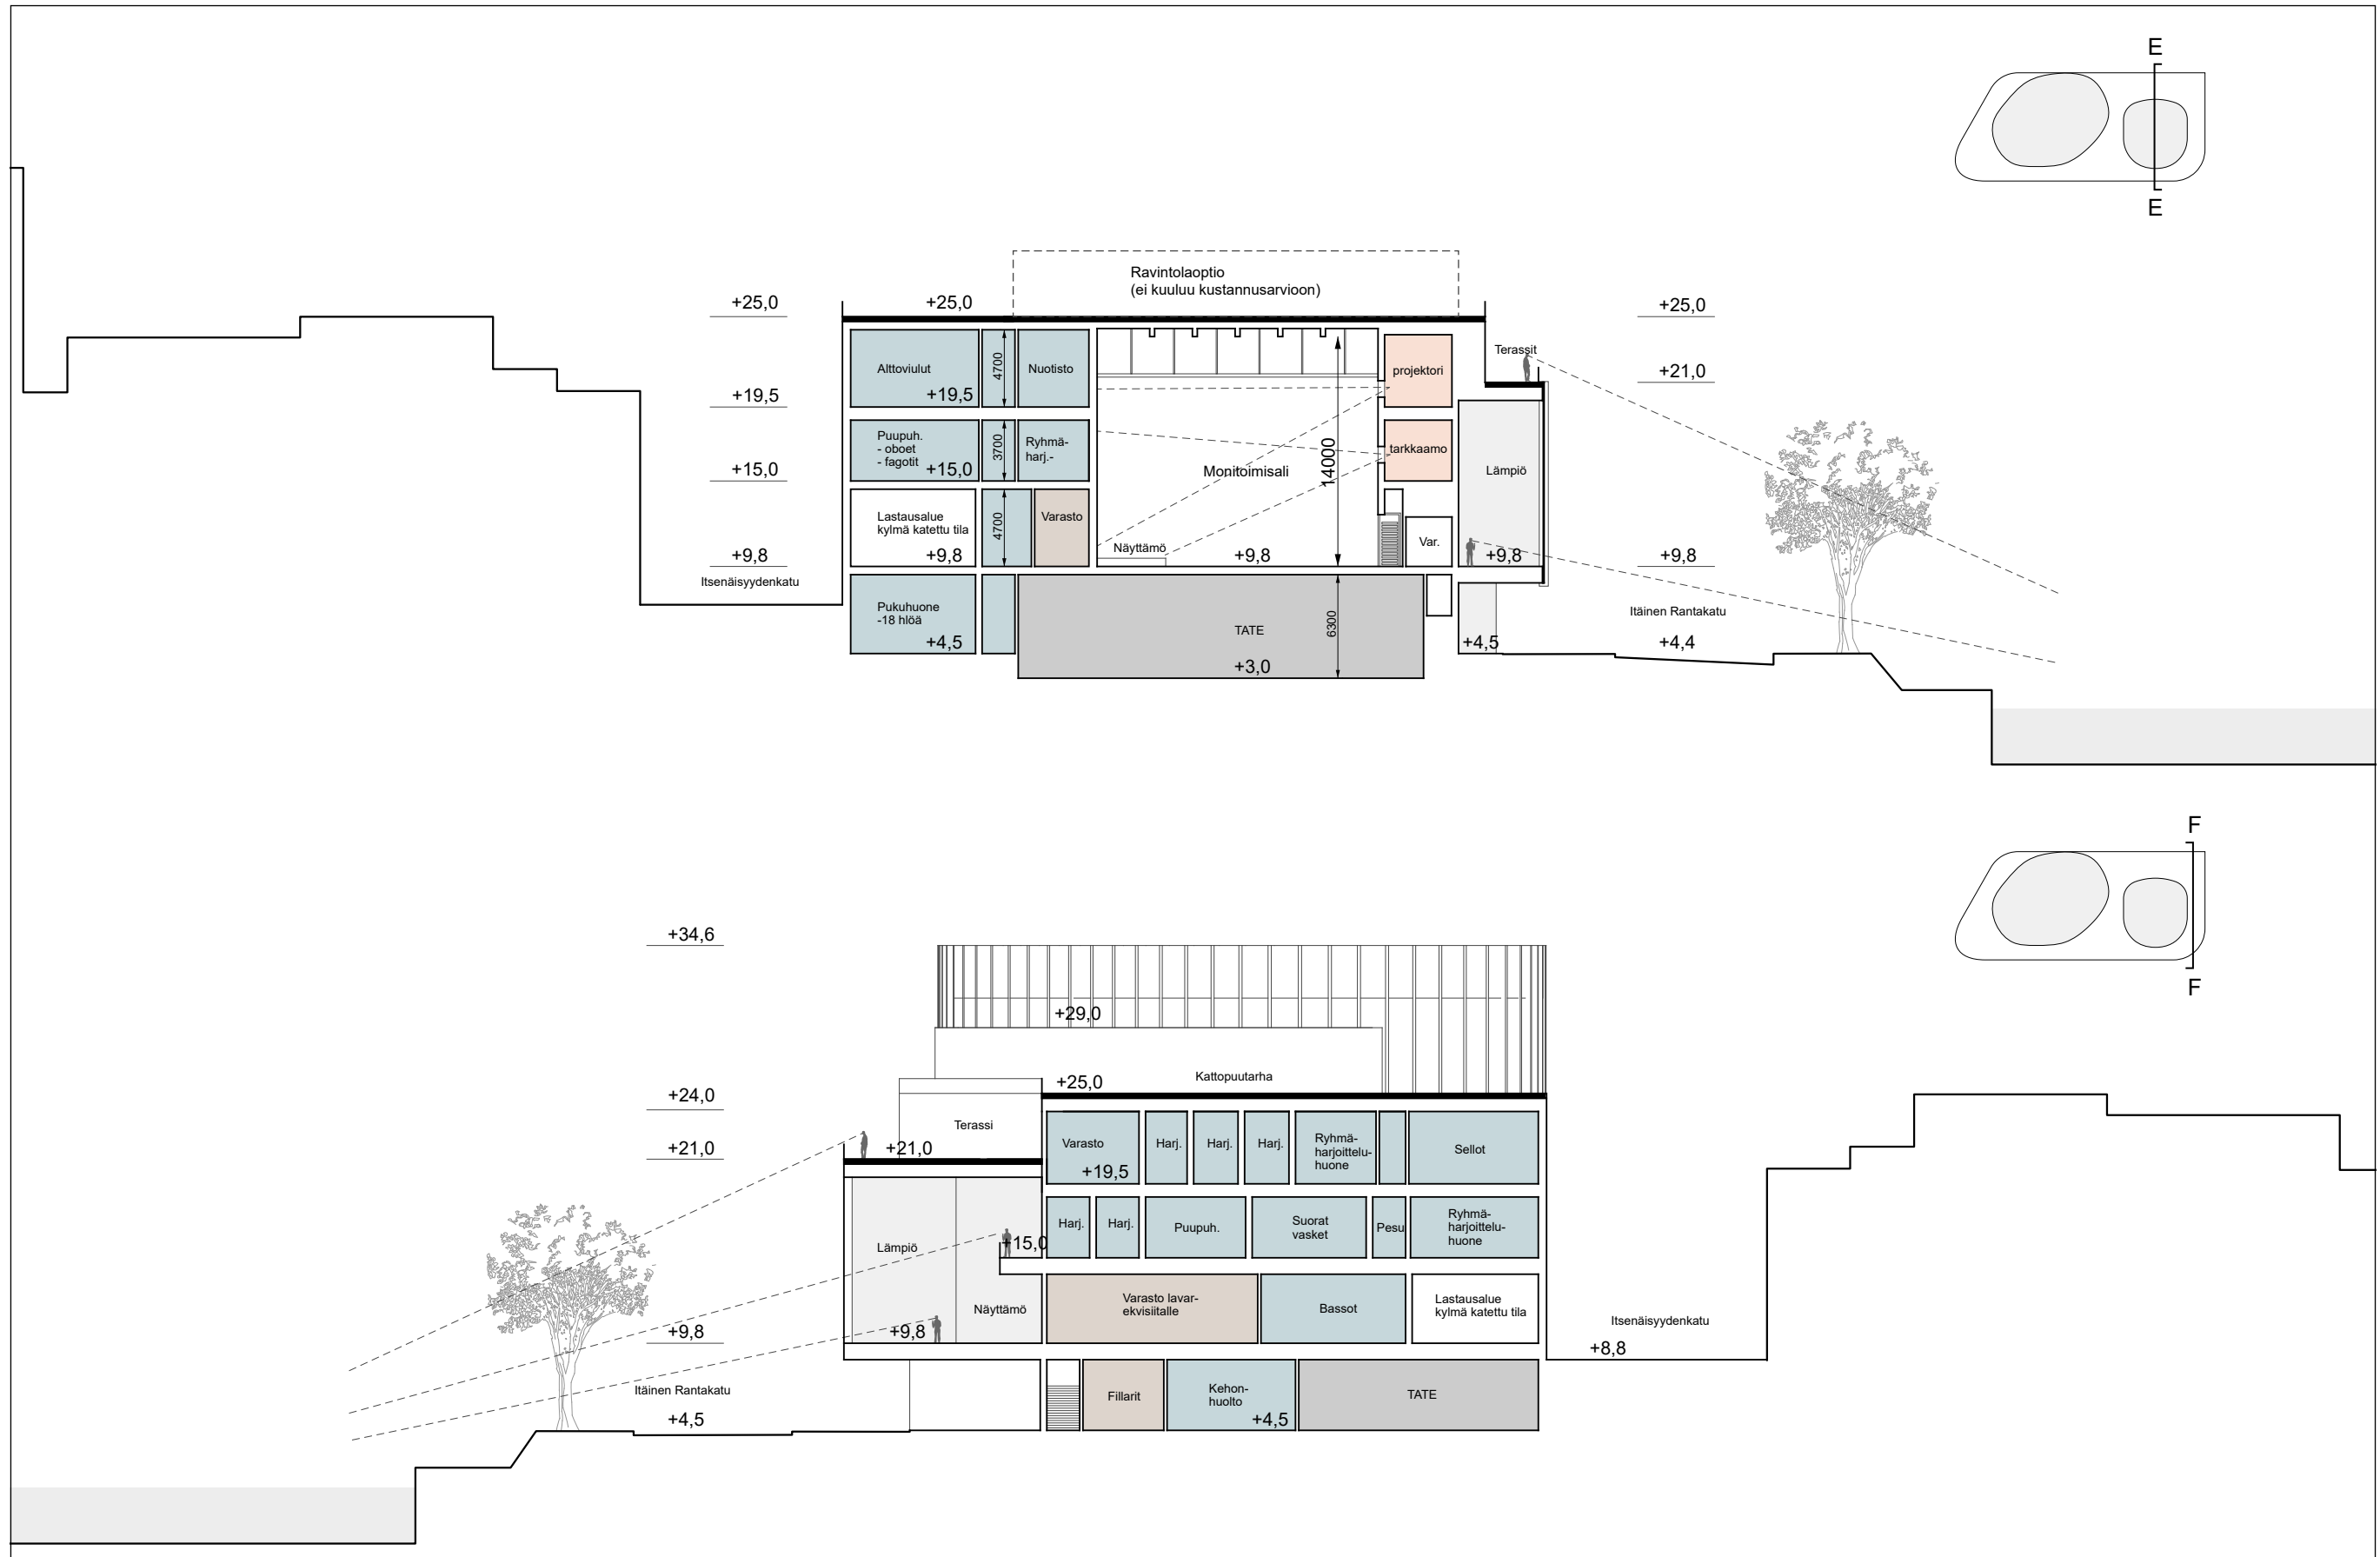 E
E
Ravintolaoptio
(ei kuuluu kustannusarvioon)
+25,0
+25,0
+25,0
Terassit
Alttoviulut
4700
Nuotisto
projektori
+19,5
+19,5
+21,0
Puupuh.
- oboet
- fagotit
+15,0
+15,0
3700
Ryhmä-
harj.-
Monitoimisali
14000
tarkkaamo
Lämpiö
Lastausalue
kylmä katettu tila
+9,8
+9,8
4700
Varasto
Näyttämö
+9,8
Var.
+9,8
+9,8
Itsenäisyydenkatu
Pukuhuone
-18 hlöä
+4,5
TATE
6300
+3,0
+4,5
Itäinen Rantakatu
+4,4
F
F
+34,6
+29,0
Kattopuutarha
+25,0
+24,0
Terassi
+21,0
+21,0
Varasto
+19,5
Harj.
Harj.
Harj.
Ryhmä-
harjoittelu-
huone
Sellot
Lämpiö
+15,0
Harj.
Harj.
Puupuh.
Suorat
vasket
Pesu
Ryhmä-
harjoittelu-
huone
Näyttämö
Varasto lavar-
ekvisiitalle
Bassot
Lastausalue
kylmä katettu tila
Itsenäisyydenkatu
+9,8
+9,8
+8,8
Itäinen Rantakatu
+4,5
Fillarit
Kehon-
huolto
+4,5
TATE